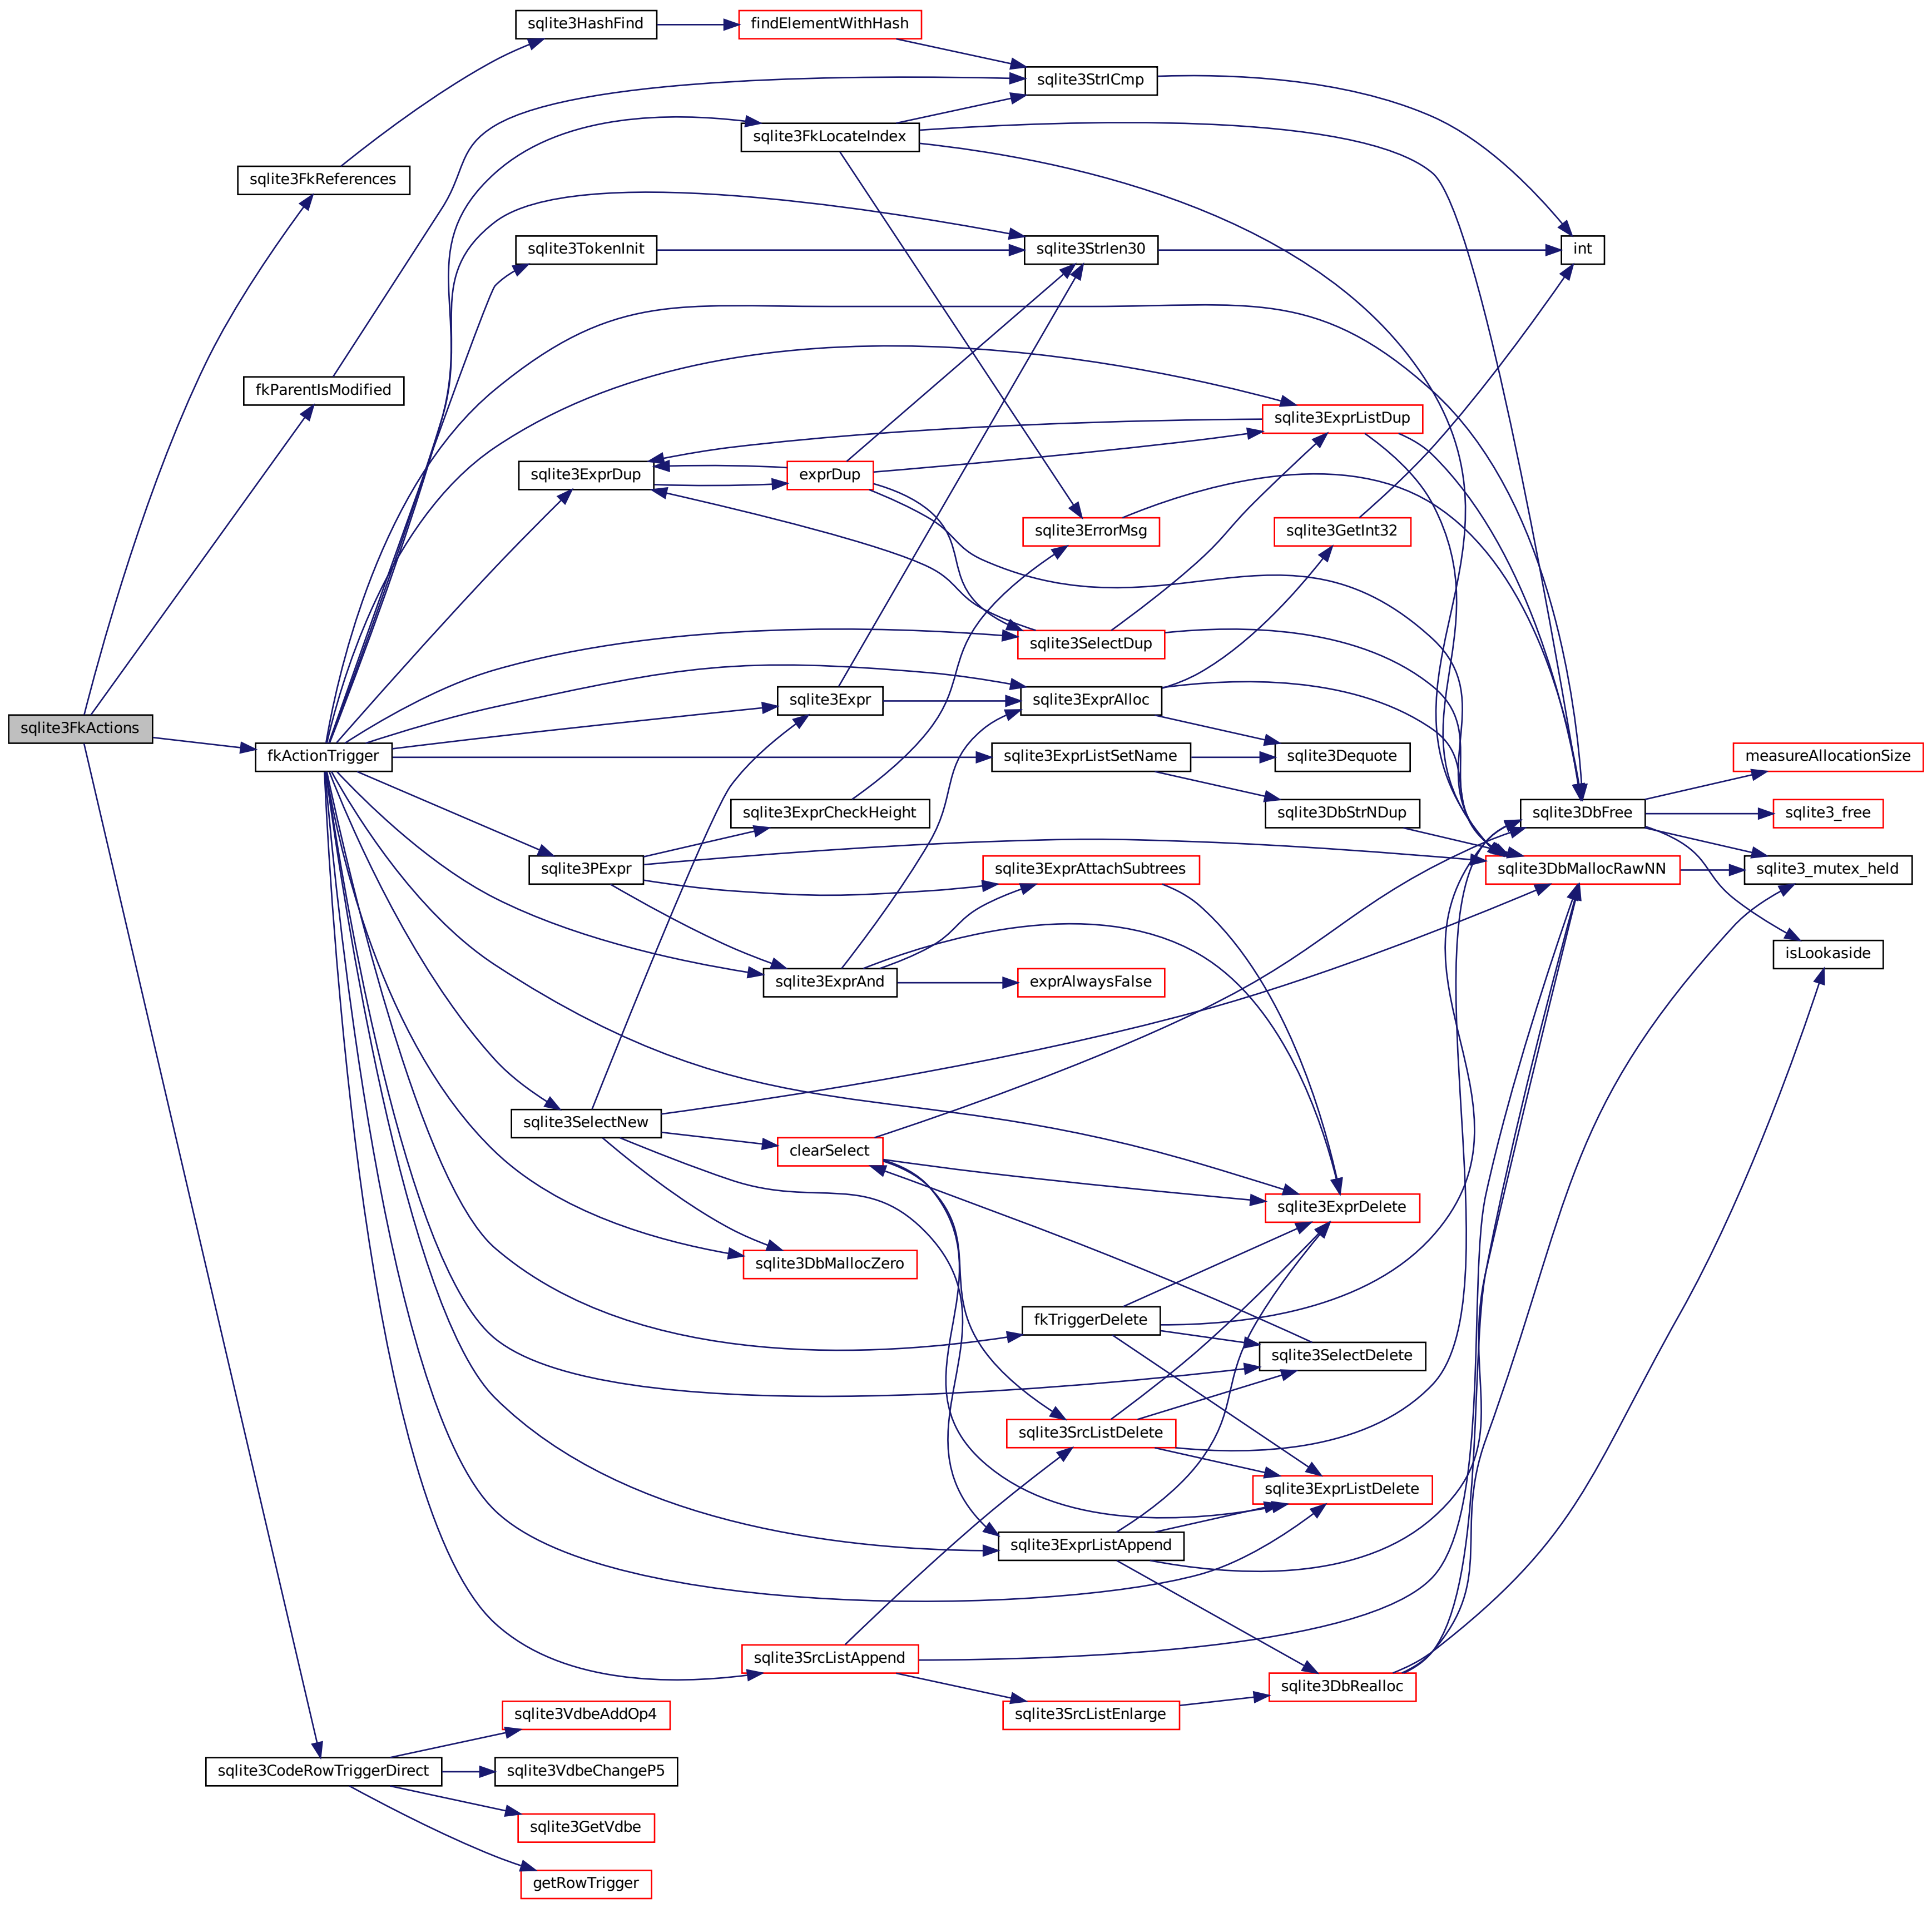 sqlite3HashFind
findElementWithHash
sqlite3StrICmp
sqlite3FkLocateIndex
sqlite3FkReferences
sqlite3TokenInit
sqlite3Strlen30
int
fkParentIsModified
sqlite3ExprListDup
sqlite3ExprDup
exprDup
sqlite3ErrorMsg
sqlite3GetInt32
sqlite3SelectDup
sqlite3Expr
sqlite3ExprAlloc
sqlite3FkActions
fkActionTrigger
sqlite3ExprListSetName
sqlite3Dequote
measureAllocationSize
sqlite3ExprCheckHeight
sqlite3DbStrNDup
sqlite3DbFree
sqlite3_free
sqlite3PExpr
sqlite3ExprAttachSubtrees
sqlite3DbMallocRawNN
sqlite3_mutex_held
sqlite3ExprAnd
exprAlwaysFalse
isLookaside
sqlite3SelectNew
clearSelect
sqlite3ExprDelete
sqlite3DbMallocZero
fkTriggerDelete
sqlite3SelectDelete
sqlite3SrcListDelete
sqlite3ExprListDelete
sqlite3ExprListAppend
sqlite3SrcListAppend
sqlite3DbRealloc
sqlite3SrcListEnlarge
sqlite3VdbeAddOp4
sqlite3CodeRowTriggerDirect
sqlite3VdbeChangeP5
sqlite3GetVdbe
getRowTrigger